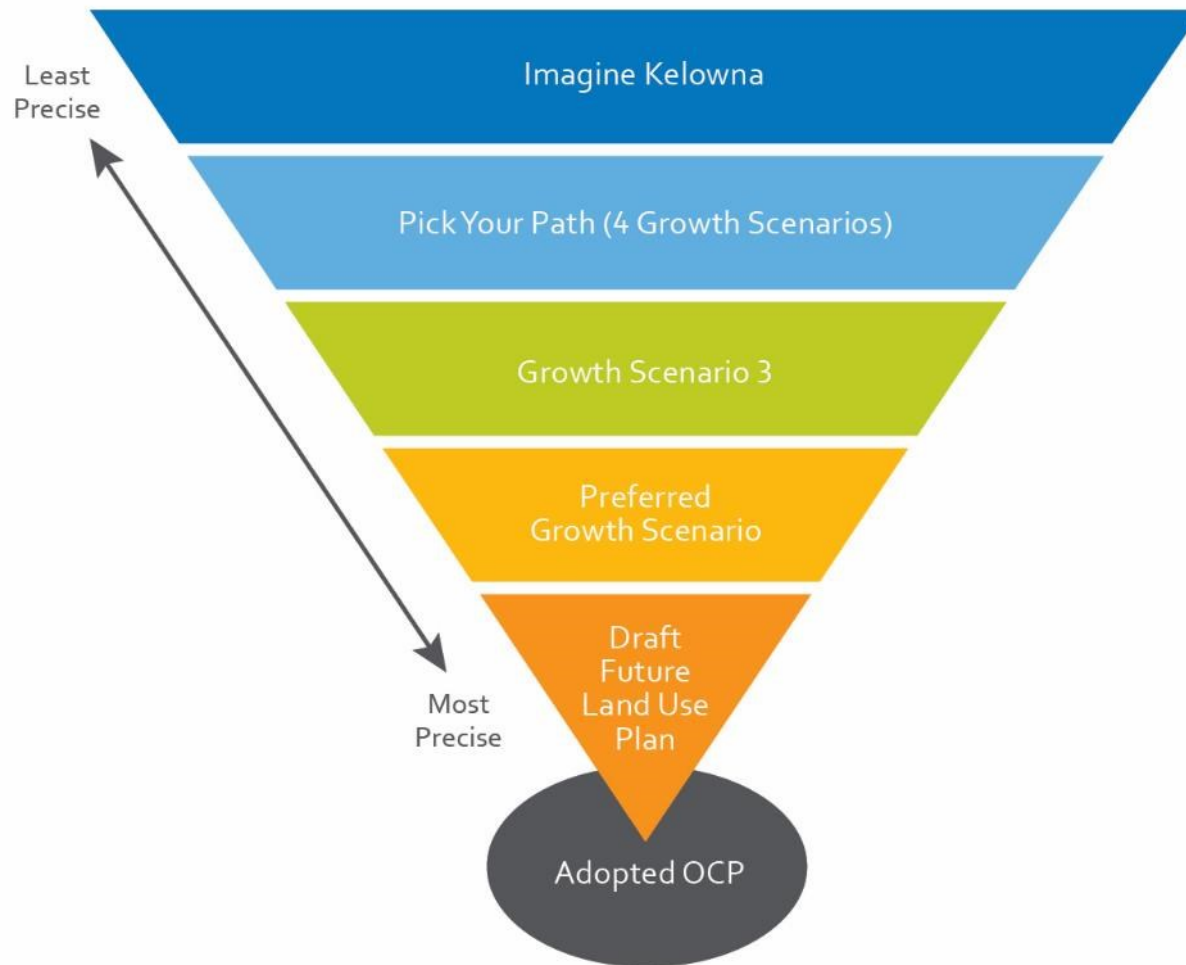 Imagine Kelowna
Least
Precise
Pick Your Path (4 Growth Scenarios)
Growth Scenario 3
Preferred
Growth Scenario
Draft
Future
Land Use
Plan
Most
Precise
Adopted OCP